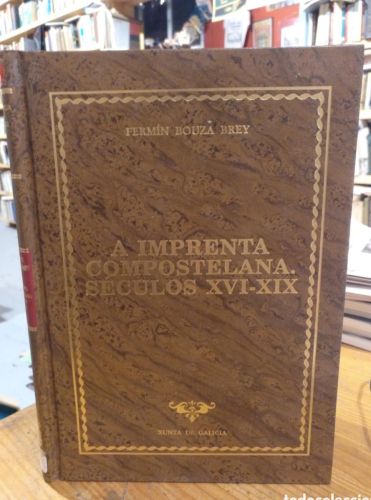 FERMÍN BOUZA BREY
A IMPRENTA
COMPOSTELANA.
SÉCULOS XVI-XIX
XUNTA DE GALICIA
todocoleccion